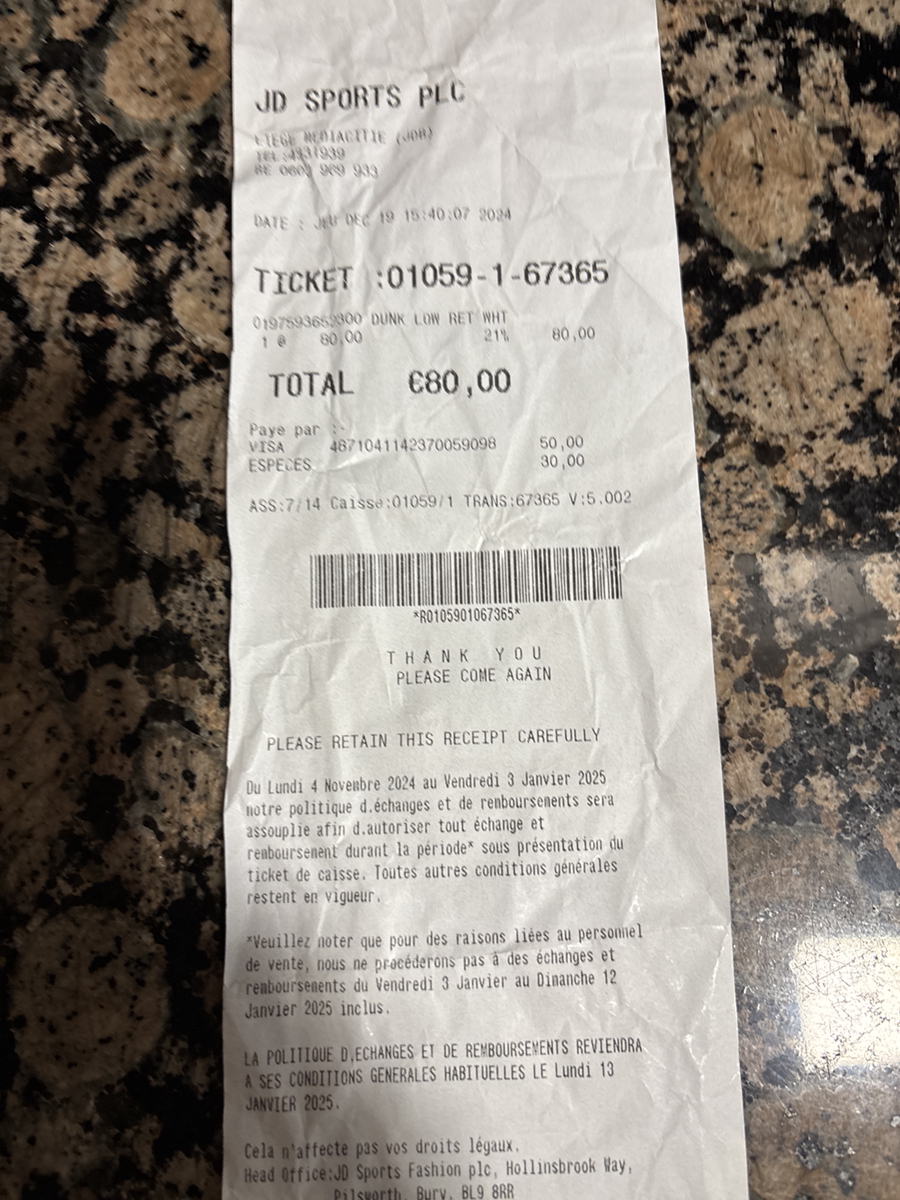 JD SPORTS PLC
LIEGE MEDIACITIE (JDB)
TEL:4331939
BE 0603 969 933
DATE : JEU DEC 19 15:40:07 2024
TICKET :01059-1-67365
DUNK LOW RET WHT
1 @ 80,00 21% 80,00
TOTAL €80,00
Paye par :-
VISA 4871041142370059098 50,00
ESPECES 30,00
ASS:7/14 Caisse:01059/1 TRANS:67365 V:5.002
*R0105901067365*
THANK YOU
PLEASE COME AGAIN
PLEASE RETAIN THIS RECEIPT CAREFULLY
Du Lundi 4 Novembre 2024 au Vendredi 3 Janvier 2025
notre politique d.échanges et de remboursements sera
assouplie afin d.autoriser tout échange et
remboursement durant la période* sous présentation du
ticket de caisse. Toutes autres conditions générales
restent en vigueur.
*Veuillez noter que pour des raisons liées au personnel
de vente, nous ne procéderons pas à des échanges et
remboursements du Vendredi 3 Janvier au Dimanche 12
Janvier 2025 inclus.
LA POLITIQUE D.ECHANGES ET DE REMBOURSEMENTS REVIENDRA
A SES CONDITIONS GENERALES HABITUELLES LE Lundi 13
JANVIER 2025.
Cela n'affecte pas vos droits légaux.
Head Office:JD Sports Fashion plc, Hollinsbrook Way,
Pilsworth, Bury, BL9 8RR